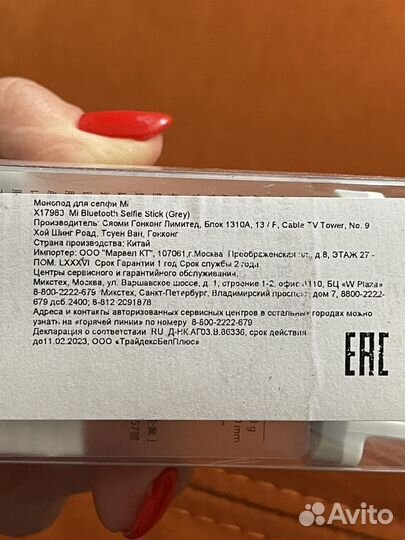 Монопод для селфи Mi
X17983 Mi Bluetooth Selfie Stick (Grey)
Производитель: Сяоми Гонконг Лимитед, Блок 1310A, 13 / F, Cable TV Tower, No. 9
Хой Шинг Роад, Тсуен Ван, Гонконг
Страна производства: Китай
Импортер: ООО "Марвел КТ", 107061,г.Москва Преображенская пл.,д.8, ЭТАЖ 27 -
ПОМ. LXXXVI Срок Гарантии 1 год Срок службы 2 года
Центры сервисного и гарантийного обслуживания:
Микстех, Москва, ул. Варшавское шоссе, д. 1, строение 1-2, офис А110, БЦ «W Plaza»
8-800-2222-679 Микдех, Санкт-Петербург, Владимирский проспект, дом 7, 8800-2222-
679 доб.2400; 8-812 2091878
Адреса и контакты авторизованных сервисных центров в остальных городах можно
узнать на «горячей линии» по номеру 8-800-2222-679
Декларация о соответствии RU Д-HK.АГ03.В.86336, срок действия
до11.02.2023, ООО «ТрайдексБелПлюс»
EAC
Avito